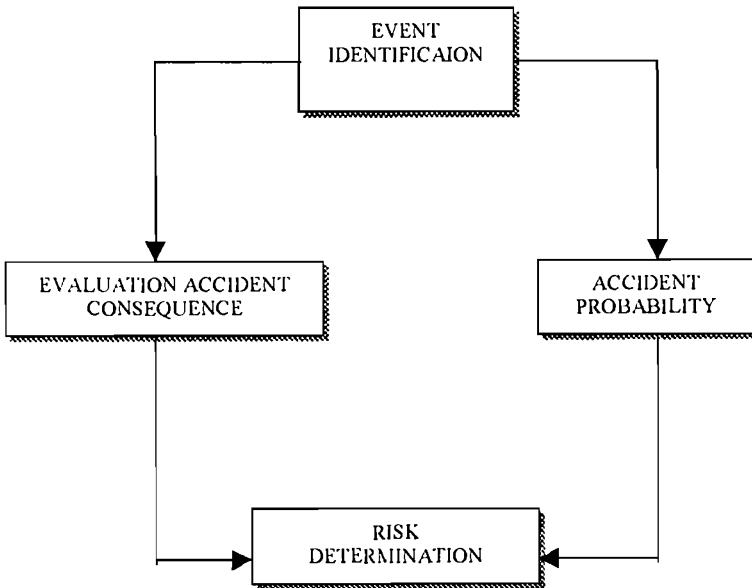 EVENT
IDENTIFICAION
EVALUATION ACCIDENT
CONSEQUENCE
ACCIDENT
PROBABILITY
RISK
DETERMINATION